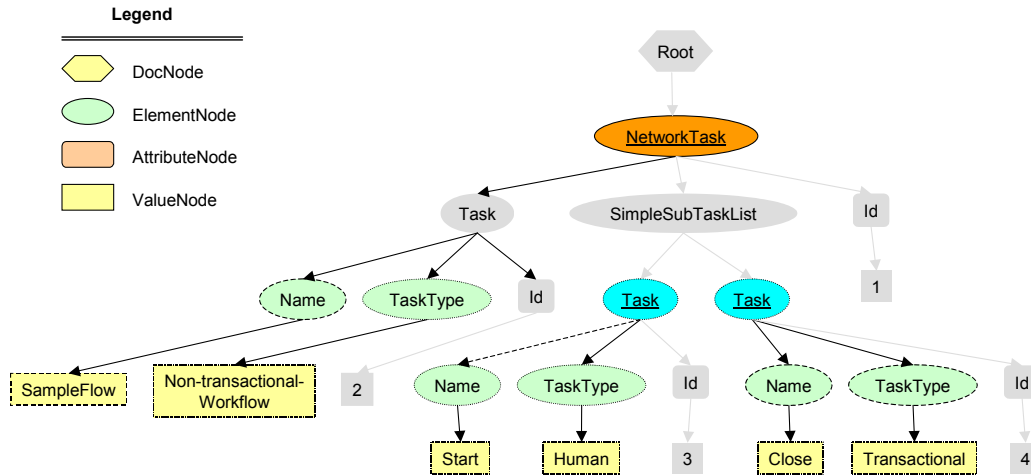 Legend
DocNode
ElementNode
AttributeNode
ValueNode
Root
NetworkTask
Task
SimpleSubTaskList
Id
Name
TaskType
Id
Task
Task
1
SampleFlow
Non-transactional-
Workflow
2
Name
TaskType
Id
Name
TaskType
Id
Start
Human
3
Close
Transactional
4